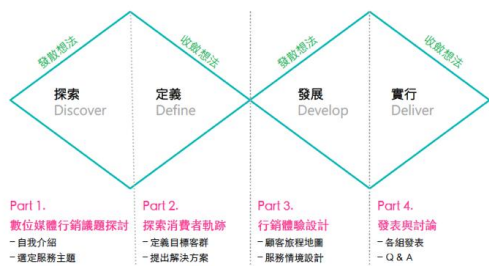 發散想法
收斂想法
發散想法
收斂想法
探索
Discover
定義
Define
發展
Develop
實行
Deliver
Part 1.
數位媒體行銷議題探討
- 自我介紹
- 選定服務主題
Part 2.
探索消費者軌跡
- 定義目標客群
- 提出解決方案
Part 3.
行銷體驗設計
- 顧客旅程地圖
- 服務情境設計
Part 4.
發表與討論
- 各組發表
- Q & A